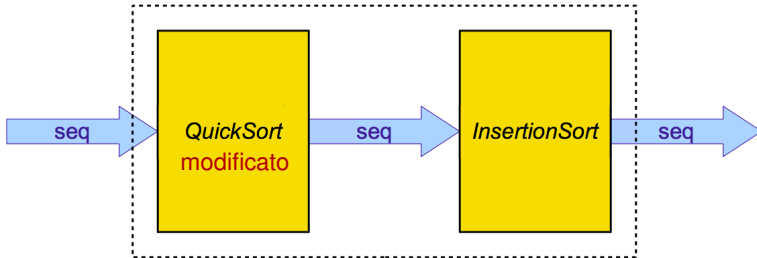 seq
QuickSort
modificato
seq
InsertionSort
seq